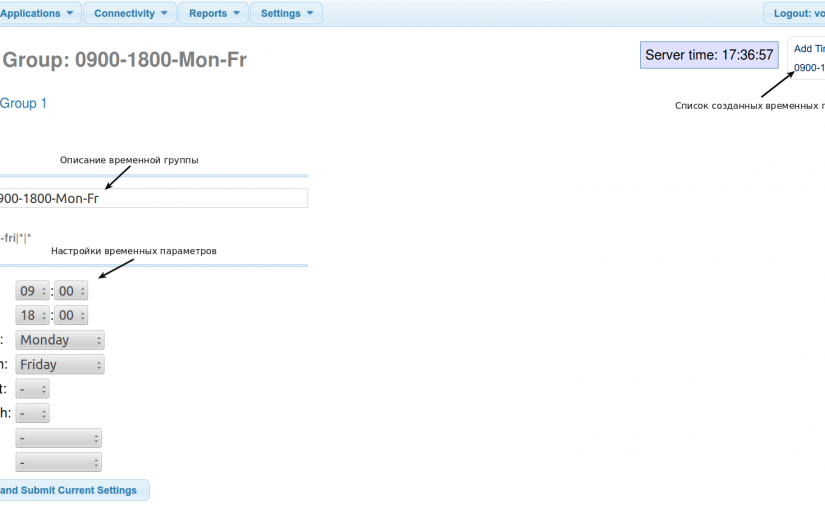 Applications Connectivity Reports Settings Logout: vo
Group: 0900-1800-Mon-Fr
Server time: 17:36:57
Add Tim
0900-1
Group 1
Список созданных временных г
Описание временной группы
900-1800-Mon-Fr
-fri|*|*
Настройки временных параметров
09 : 00
18 : 00
: Monday
n: Friday
t: -
h: -
-
-
and Submit Current Settings